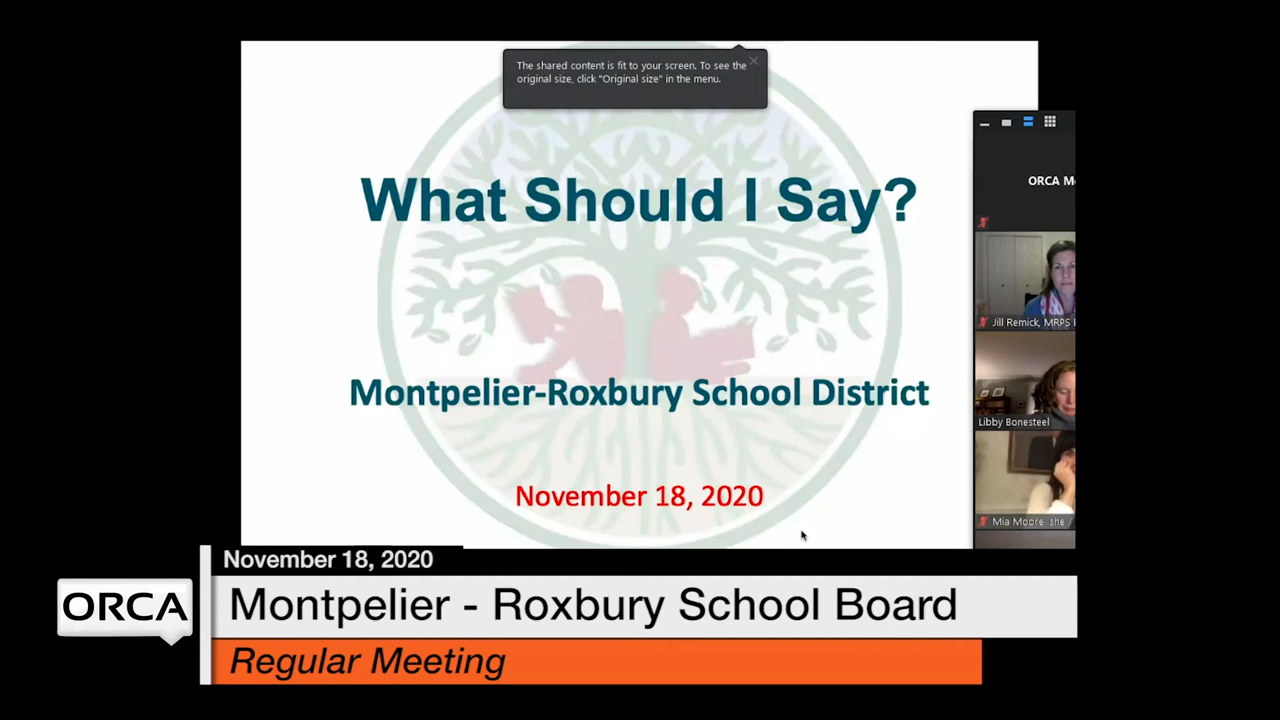 The shared content is fit to your screen. To see the
original size, click "Original size" in the menu.
What Should I Say?
Montpelier-Roxbury School District
November 18, 2020
ORCA M
Jill Remick, MRPS
Libby Bonesteel
Mia Moore she /
November 18, 2020
ORCA
Montpelier - Roxbury School Board
Regular Meeting